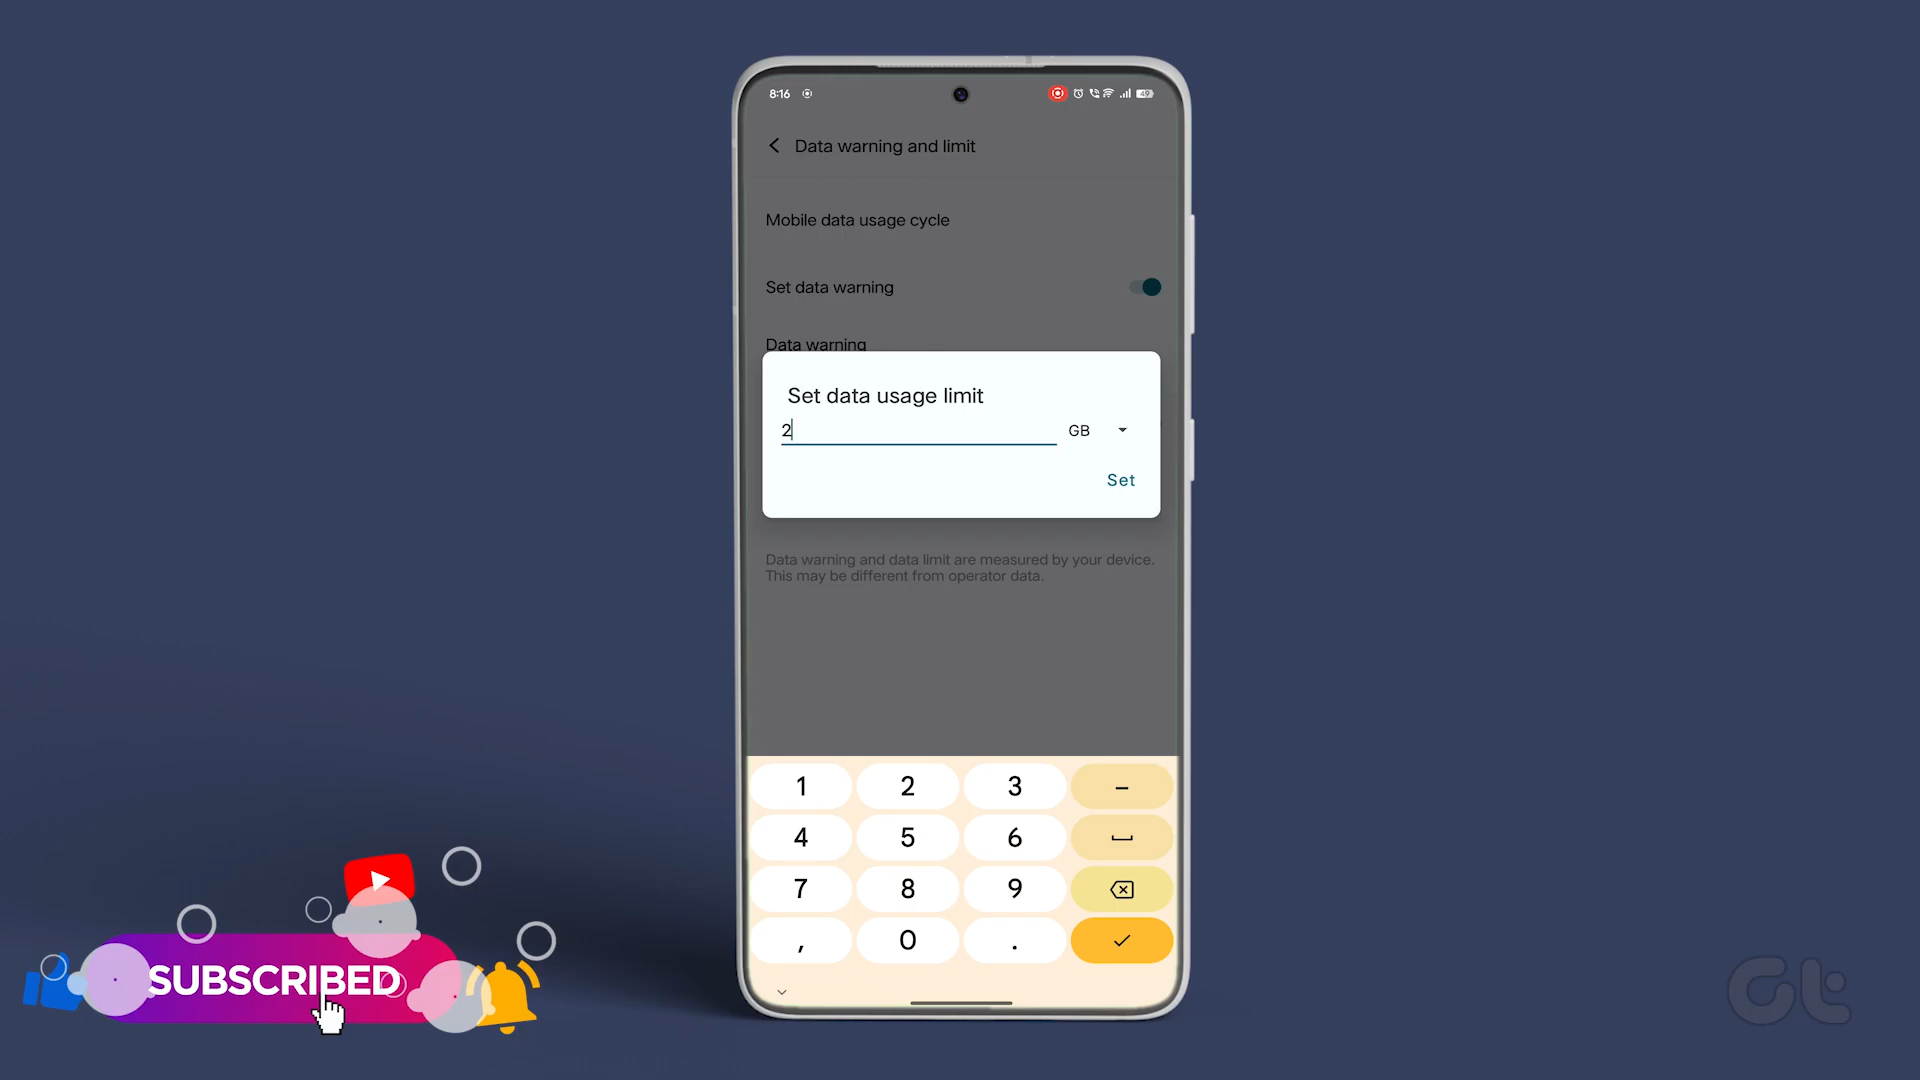 8:16
49
Data warning and limit
Mobile data usage cycle
Set data warning
Data warning
Set data usage limit
2
GB
Set
Data warning and data limit are measured by your device.
This may be different from operator data.
1 2 3 –
4 5 6
7 8 9
, 0 .
SUBSCRIBED
Gt